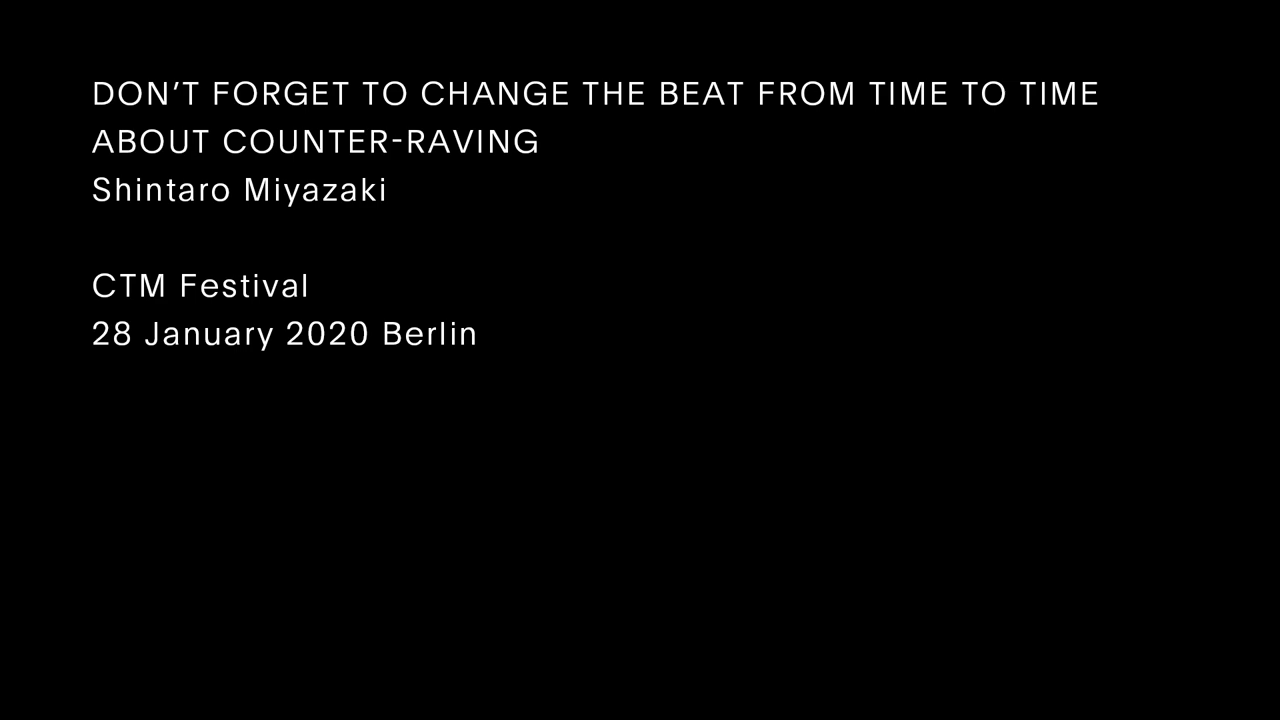 DON’T FORGET TO CHANGE THE BEAT FROM TIME TO TIME
ABOUT COUNTER-RAVING
Shintaro Miyazaki
CTM Festival
28 January 2020 Berlin